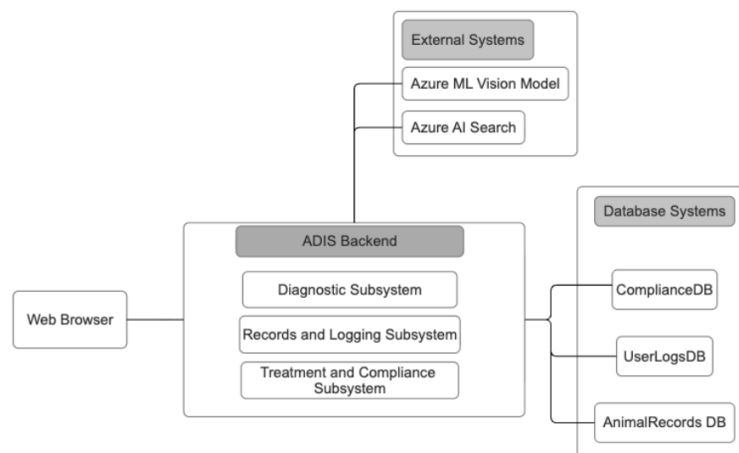 External Systems
Azure ML Vision Model
Azure AI Search
Database Systems
ADIS Backend
Diagnostic Subsystem
ComplianceDB
Web Browser
Records and Logging Subsystem
UserLogsDB
Treatment and Compliance
Subsystem
AnimalRecords DB